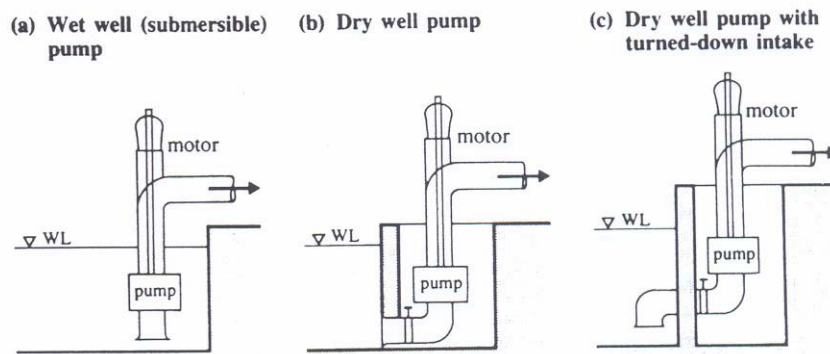 (a) Wet well (submersible)
pump
motor
WL
pump
(b) Dry well pump
motor
WL
pump
(c) Dry well pump with
turned-down intake
motor
WL
pump